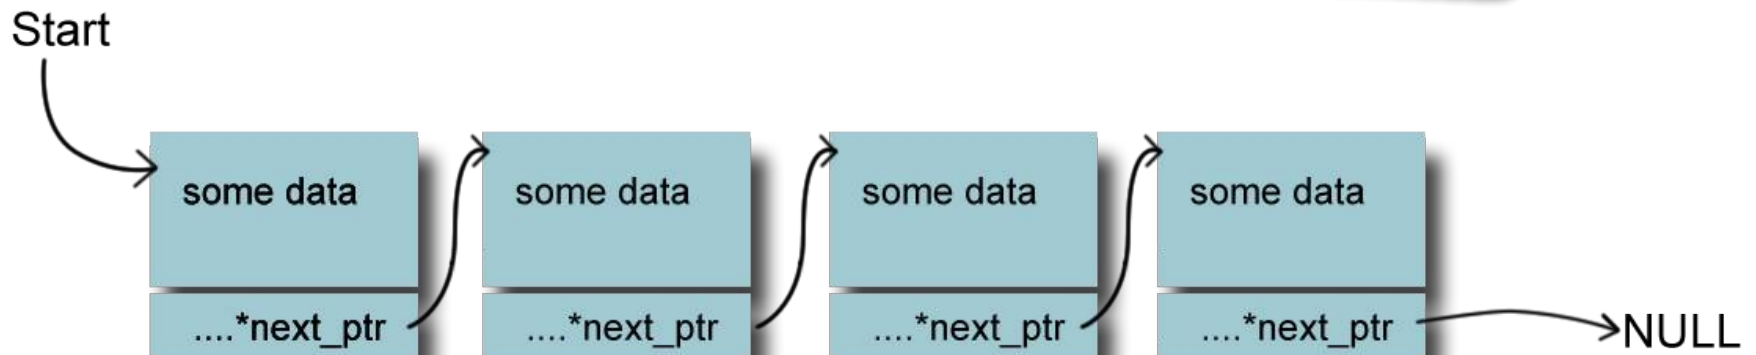 Start
some data
some data
some data
some data
....*next_ptr
....*next_ptr
....*next_ptr
....*next_ptr
NULL